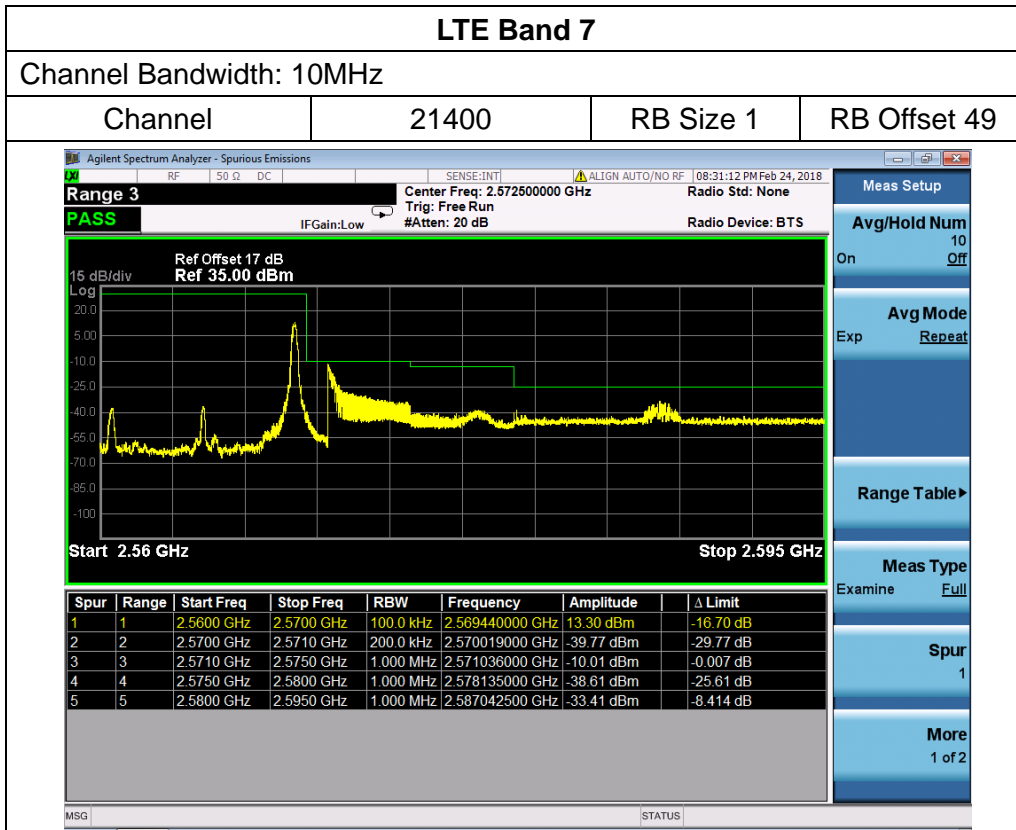 LTE Band 7
Channel Bandwidth: 10MHz
Channel 21400 RB Size 1 RB Offset 49
Agilent Spectrum Analyzer - Spurious Emissions
LXI RF 50 Ω DC SENSE:INT ALIGN AUTO/NO RF 08:31:12 PM Feb 24, 2018
Range 3 Center Freq: 2.572500000 GHz Radio Std: None
Trig: Free Run
PASS IFGain:Low #Atten: 20 dB Radio Device: BTS
Ref Offset 17 dB
15 dB/div Ref 35.00 dBm
Log
20.0
5.00
-10.0
-25.0
-40.0
-55.0
-70.0
-85.0
-100
Start 2.56 GHz Stop 2.595 GHz
Spur Range Start Freq Stop Freq RBW Frequency Amplitude Δ Limit
1 1 2.5600 GHz 2.5700 GHz 100.0 kHz 2.569440000 GHz 13.30 dBm -16.70 dB
2 2 2.5700 GHz 2.5710 GHz 200.0 kHz 2.570019000 GHz -39.77 dBm -29.77 dB
3 3 2.5710 GHz 2.5750 GHz 1.000 MHz 2.571036000 GHz -10.01 dBm -0.007 dB
4 4 2.5750 GHz 2.5800 GHz 1.000 MHz 2.578135000 GHz -38.61 dBm -25.61 dB
5 5 2.5800 GHz 2.5950 GHz 1.000 MHz 2.587042500 GHz -33.41 dBm -8.414 dB
MSG STATUS
Meas Setup
Avg/Hold Num
10
On Off
Avg Mode
Exp Repeat
Range Table
Meas Type
Examine Full
Spur
1
More
1 of 2